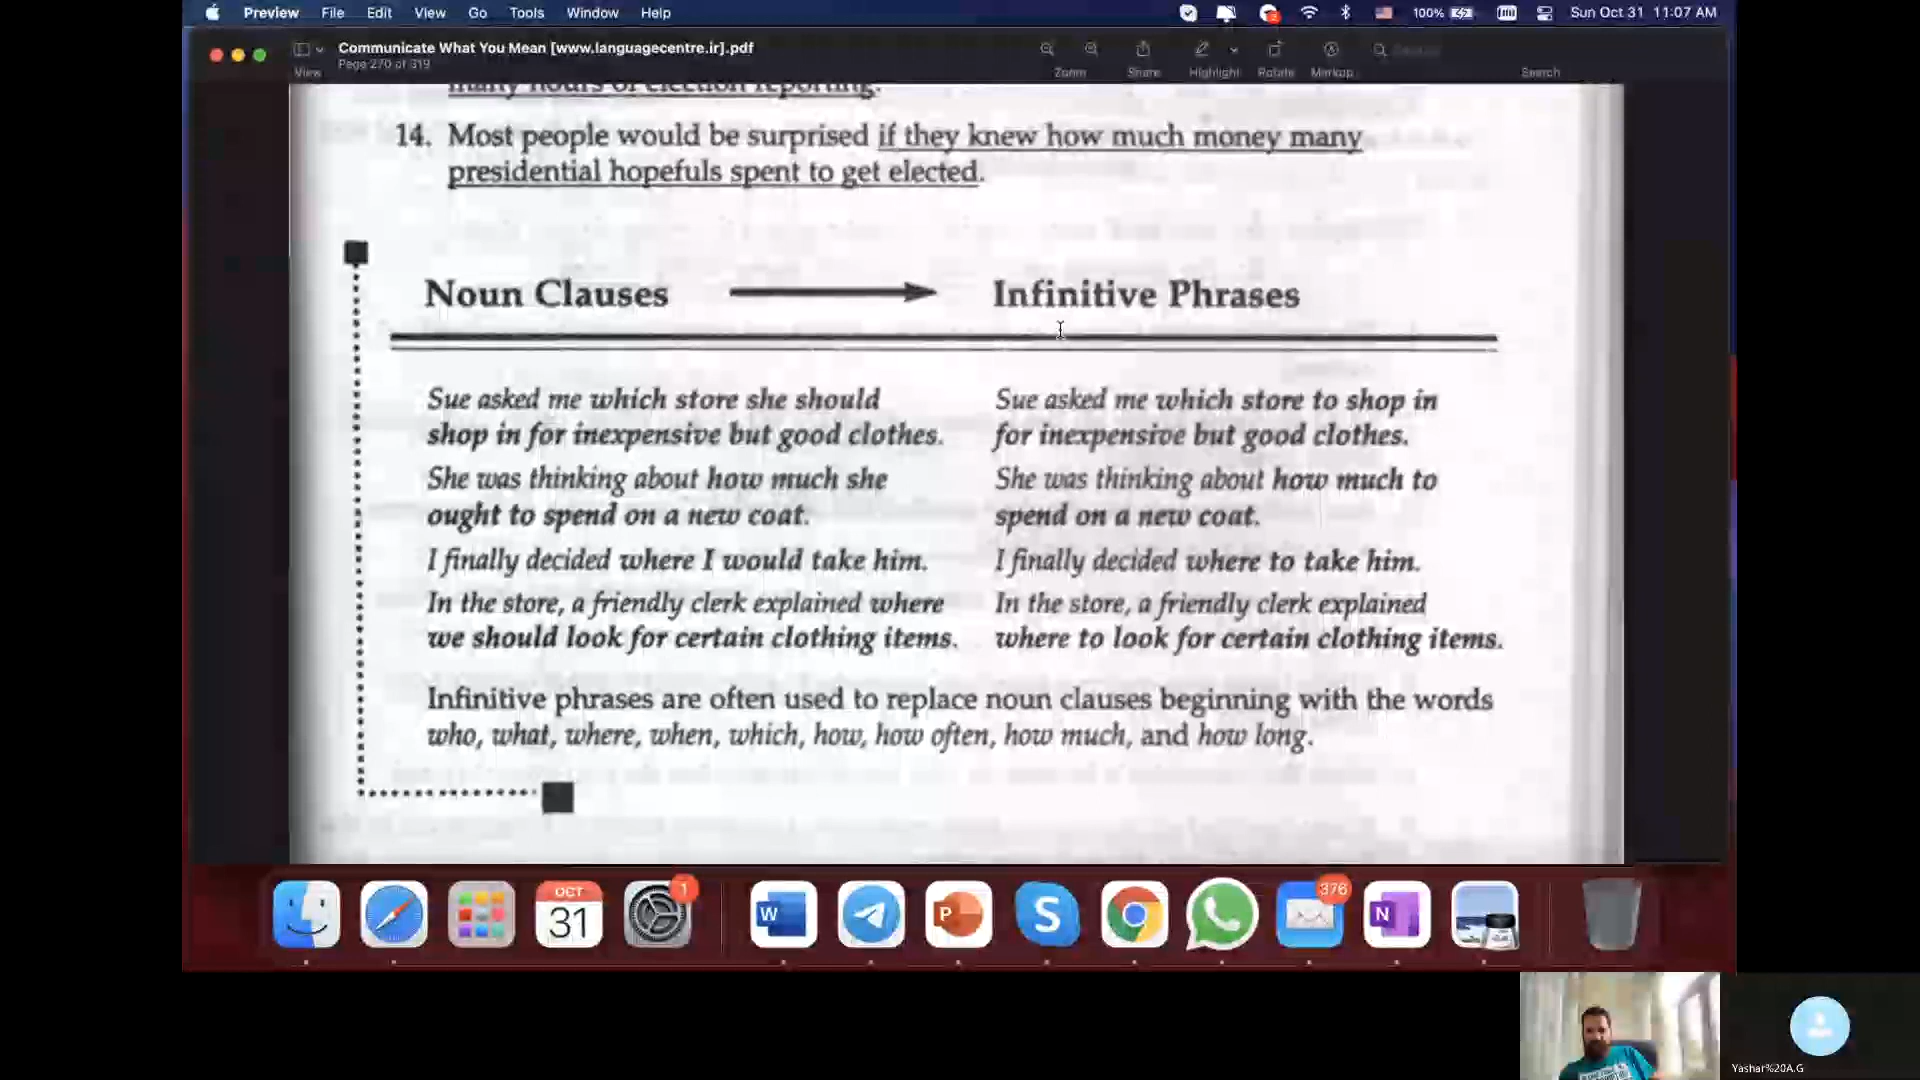 Preview File Edit View Go Tools Window Help
100% Sun Oct 31 11:07 AM
Communicate What You Mean [www.languagecentre.ir].pdf
Page 270 of 319
View Zoom Share Highlight Rotate Markup Search
many hours of election reporting.
14. Most people would be surprised if they knew how much money many
presidential hopefuls spent to get elected.
Noun Clauses
Infinitive Phrases
Sue asked me which store she should
shop in for inexpensive but good clothes.
Sue asked me which store to shop in
for inexpensive but good clothes.
She was thinking about how much she
ought to spend on a new coat.
She was thinking about how much to
spend on a new coat.
I finally decided where I would take him.
I finally decided where to take him.
In the store, a friendly clerk explained where
we should look for certain clothing items.
In the store, a friendly clerk explained
where to look for certain clothing items.
Infinitive phrases are often used to replace noun clauses beginning with the words
who, what, where, when, which, how, how often, how much, and how long.
OCT
31
1
W
P
S
376
N
Yashar%20A.G